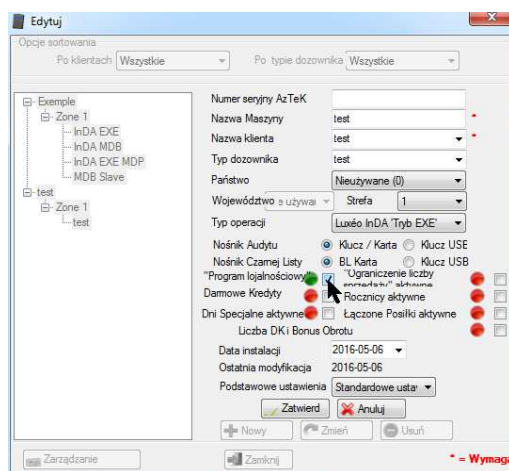 Edytuj
Opcje sortowania
Po klientach Wszystkie Po typie dozownika Wszystkie
Exemple
Zone 1
InDA EXE
InDA MDB
InDA EXE MDP
MDB Slave
test
Zone 1
test
Numer seryjny AzTeK
Nazwa Maszyny test *
Nazwa klienta test *
Typ dozownika test
Państwo Nieużywane (0)
Województwo Strefa 1
Typ operacji Luxéo InDA 'Tryb EXE'
Nośnik Audytu Klucz / Karta Klucz USB
Nośnik Czarnej Listy BL Karta Klucz USB
"Program lojalnościowy" "Ograniczenie liczby sprzedaży" aktywne
Darmowe Kredyty Rocznicy aktywne
Dni Specjalne aktywne Łączone Posiłki aktywne
Liczba DK i Bonus Obrotu
Data instalacji 2016-05-06
Ostatnia modyfikacja 2016-05-06
Podstawowe ustawienia Standardowe ustaw
Zatwierd Anuluj
Nowy Zmień Usuń
Zarządzanie Zamknij * = Wymaga